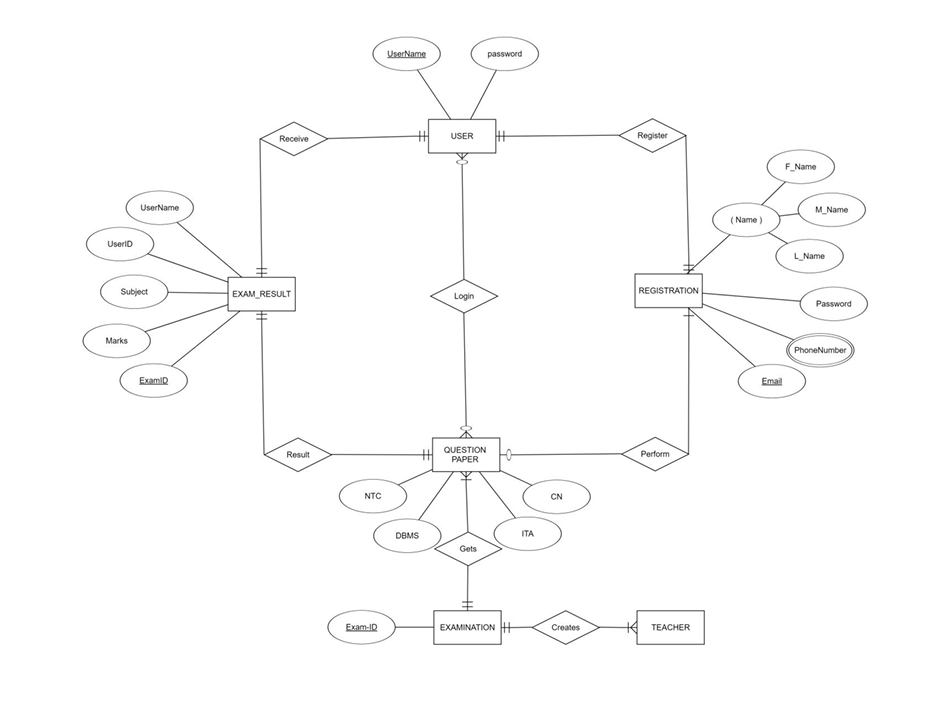 UserName
password
Receive
USER
Register
F_Name
( Name )
M_Name
L_Name
UserName
UserID
Subject
Marks
ExamID
EXAM_RESULT
Login
REGISTRATION
Password
PhoneNumber
Email
Result
QUESTION
PAPER
Perform
NTC
CN
DBMS
ITA
Gets
Exam-ID
EXAMINATION
Creates
TEACHER